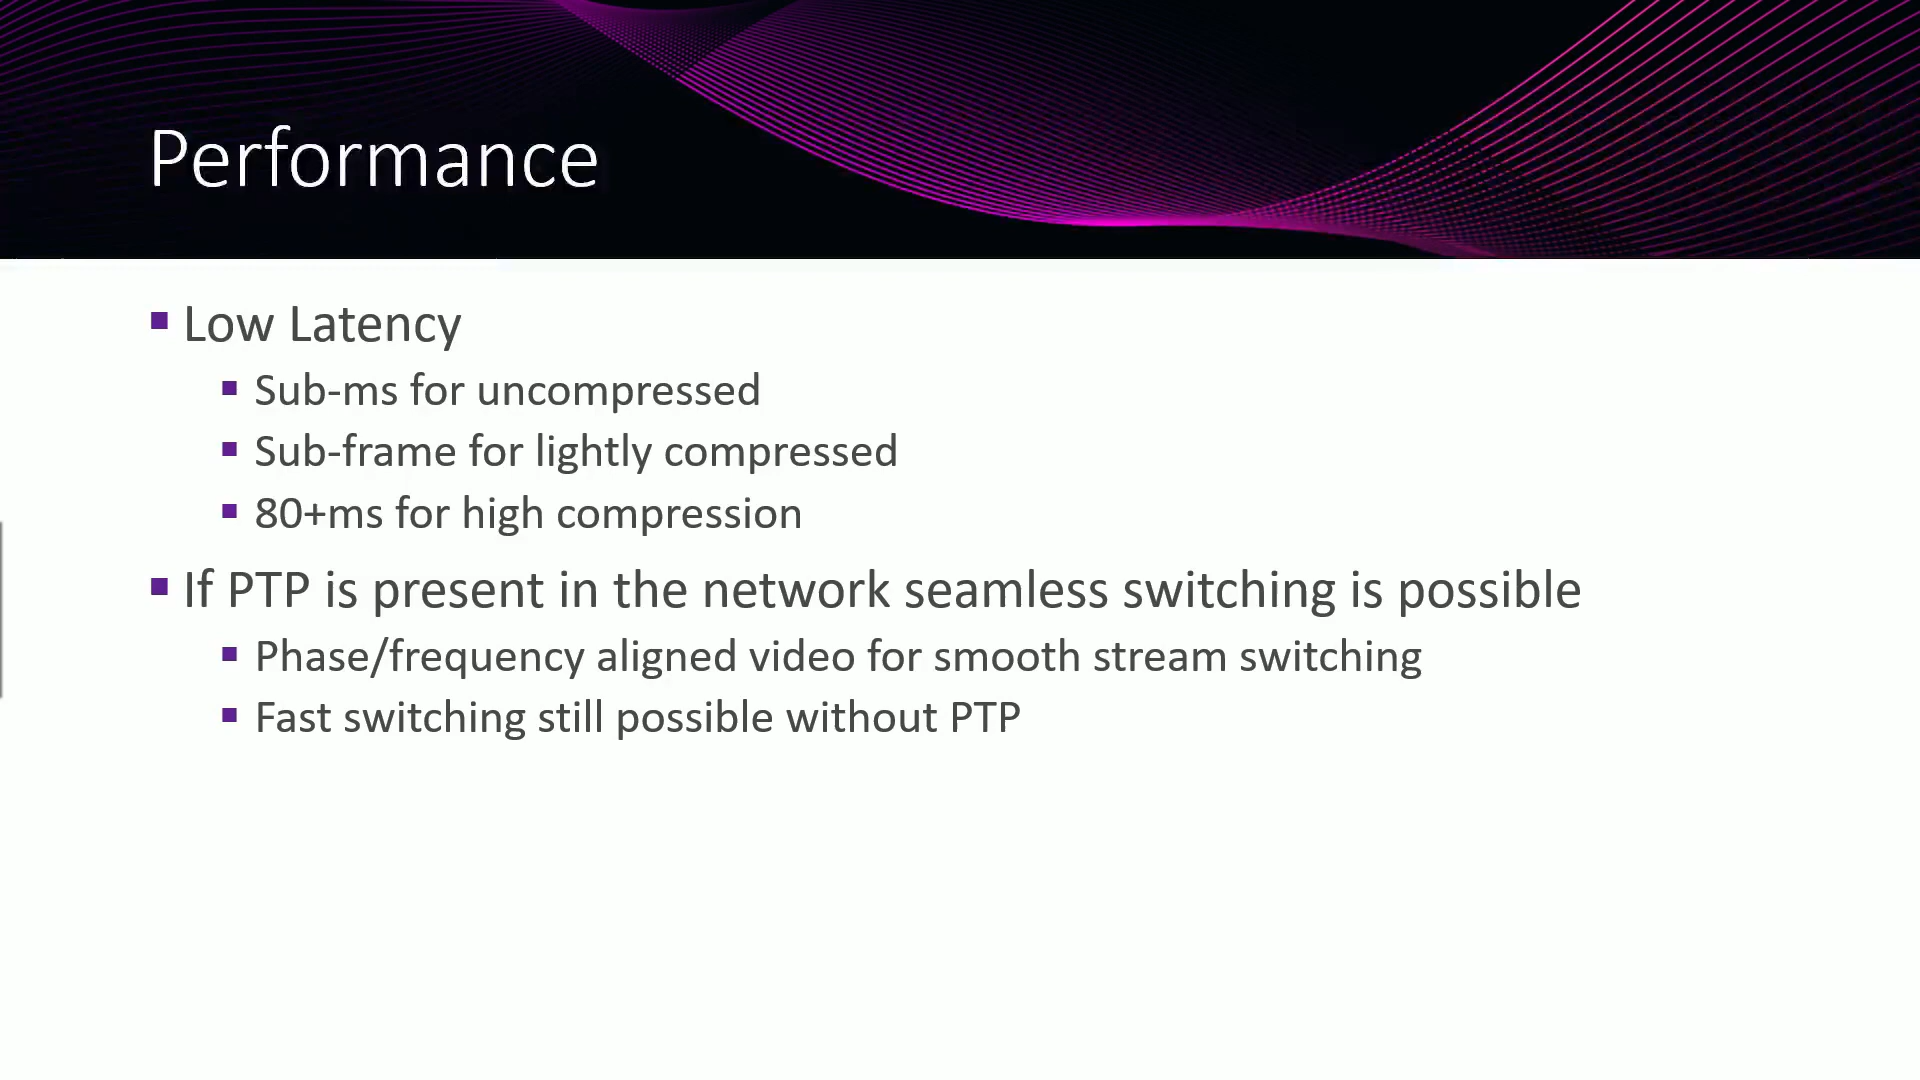 Performance
Low Latency
Sub-ms for uncompressed
Sub-frame for lightly compressed
80+ms for high compression
If PTP is present in the network seamless switching is possible
Phase/frequency aligned video for smooth stream switching
Fast switching still possible without PTP